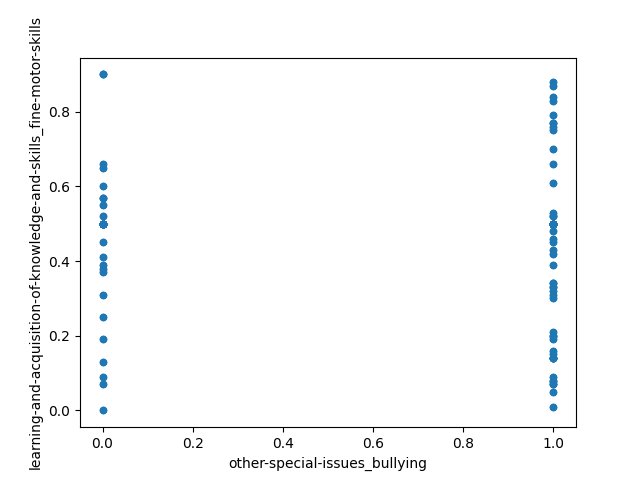 learning-and-acquisition-of-knowledge-and-skills_fine-motor-skills
0.8
0.6
0.4
0.2
0.0
0.0 0.2 0.4 0.6 0.8 1.0
other-special-issues_bullying